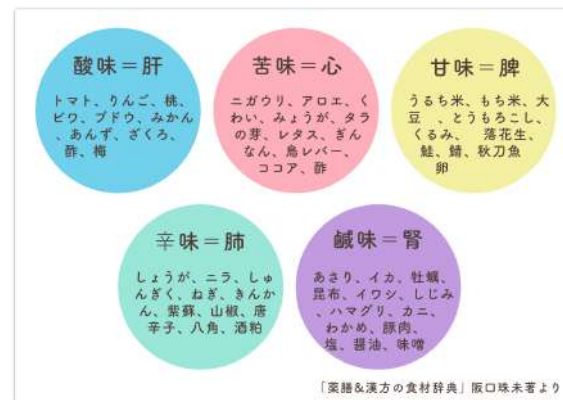 酸味＝肝
トマト、りんご、桃、
ビワ、ブドウ、みかん
、あんず、ざくろ、
酢、梅
苦味＝心
ニガウリ、アロエ、く
わい、みょうが、タラ
の芽、レタス、ぎん
なん、鳥レバー、
ココア、酢
甘味＝脾
うるち米、もち米、大
豆　、とうもろこし、
くるみ、　落花生、
鮭、鯖、秋刀魚
卵
辛味＝肺
しょうが、ニラ、しゅ
んぎく、ねぎ、きんか
ん、紫蘇、山椒、唐
辛子、八角、酒粕
鹹味＝腎
あさり、イカ、牡蠣、
昆布、イワシ、しじみ
、ハマグリ、カニ、
わかめ、豚肉、
塩、醤油、味噌
「薬膳&漢方の食材辞典」阪口珠未著より